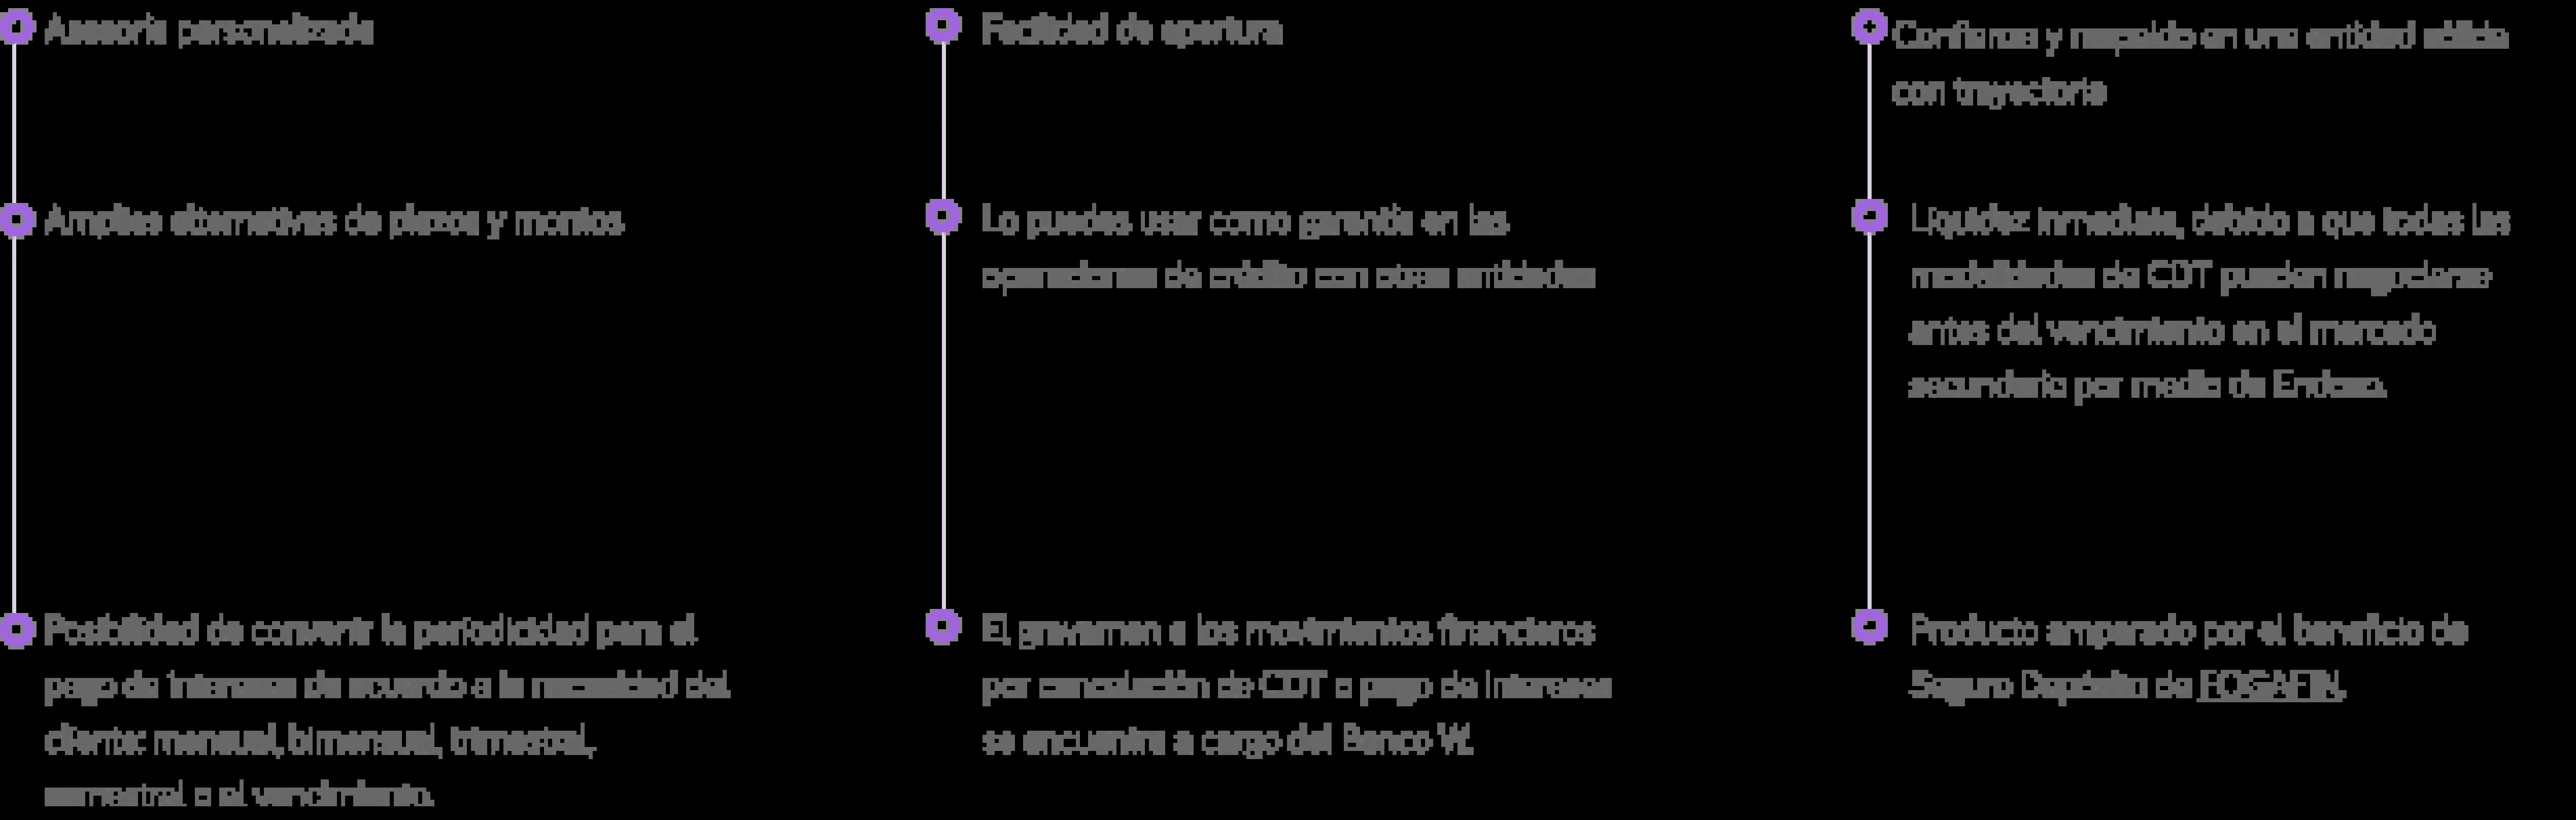 Asesoría personalizada
Amplias alternativas de plazos y montos.
Posibilidad de convertir la periodicidad para el
pago de intereses de acuerdo a la necesidad del
cliente: mensual, bimensual, trimestral,
semestral o al vencimiento.
Facilidad de apertura
Lo puedes usar como garantía en las
operaciones de crédito con otras entidades
El gravamen a los movimientos financieros
por cancelación de CDT o pago de intereses
se encuentra a cargo del Banco W.
Confianza y respaldo en una entidad sólida
con trayectoria
Liquidez inmediata, debido a que todas las
modalidades de CDT pueden negociarse
antes del vencimiento en el mercado
secundario por medio de Endoso.
Producto amparado por el beneficio de
Seguro Depósito de FOGAFIN.